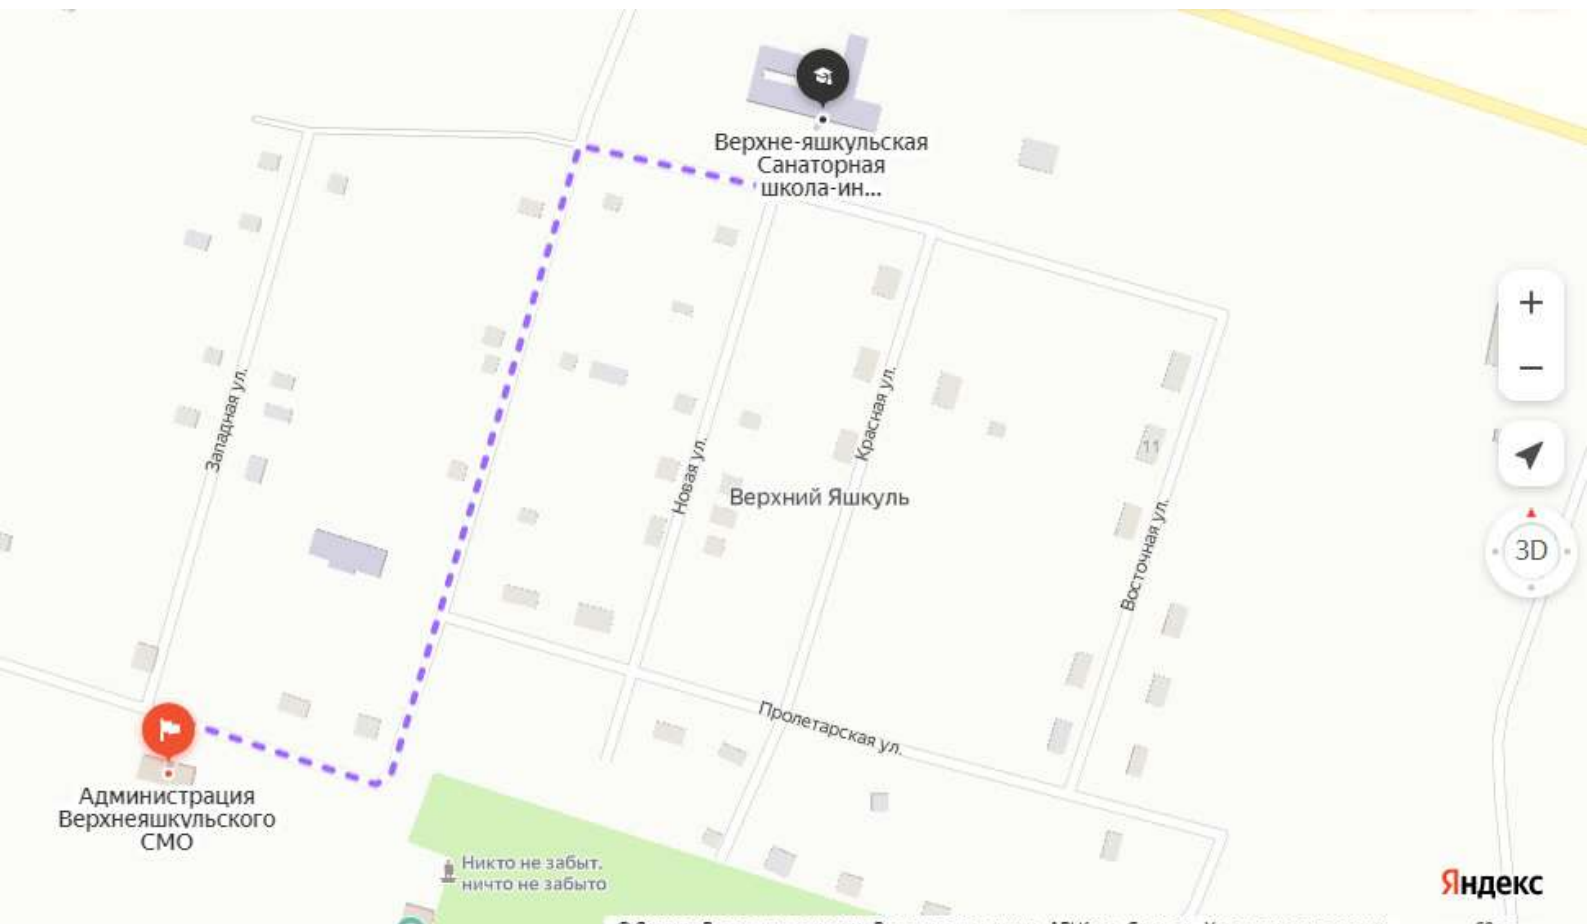 Верхне-яшкульская
Санаторная
школа-ин...
Западная ул.
Новая ул.
Красная ул.
Восточная ул.
11
Верхний Яшкуль
Пролетарская ул.
Администрация
Верхнеяшкульского
СМО
Никто не забыт,
ничто не забыто
+
−
3D
Яндекс